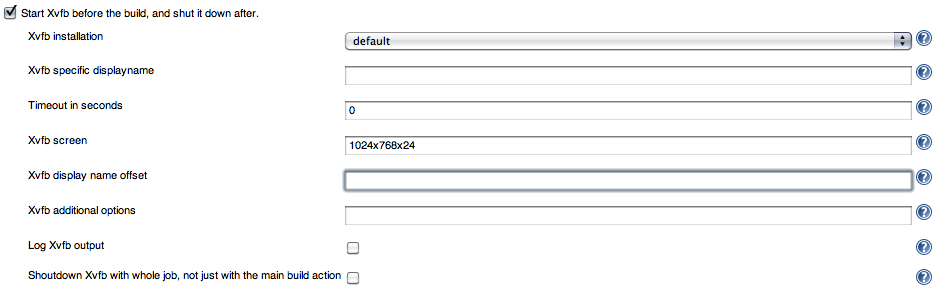 Start Xvfb before the build, and shut it down after.
Xvfb installation
default
Xvfb specific displayname
Timeout in seconds
0
Xvfb screen
1024x768x24
Xvfb display name offset
Xvfb additional options
Log Xvfb output
Shoutdown Xvfb with whole job, not just with the main build action